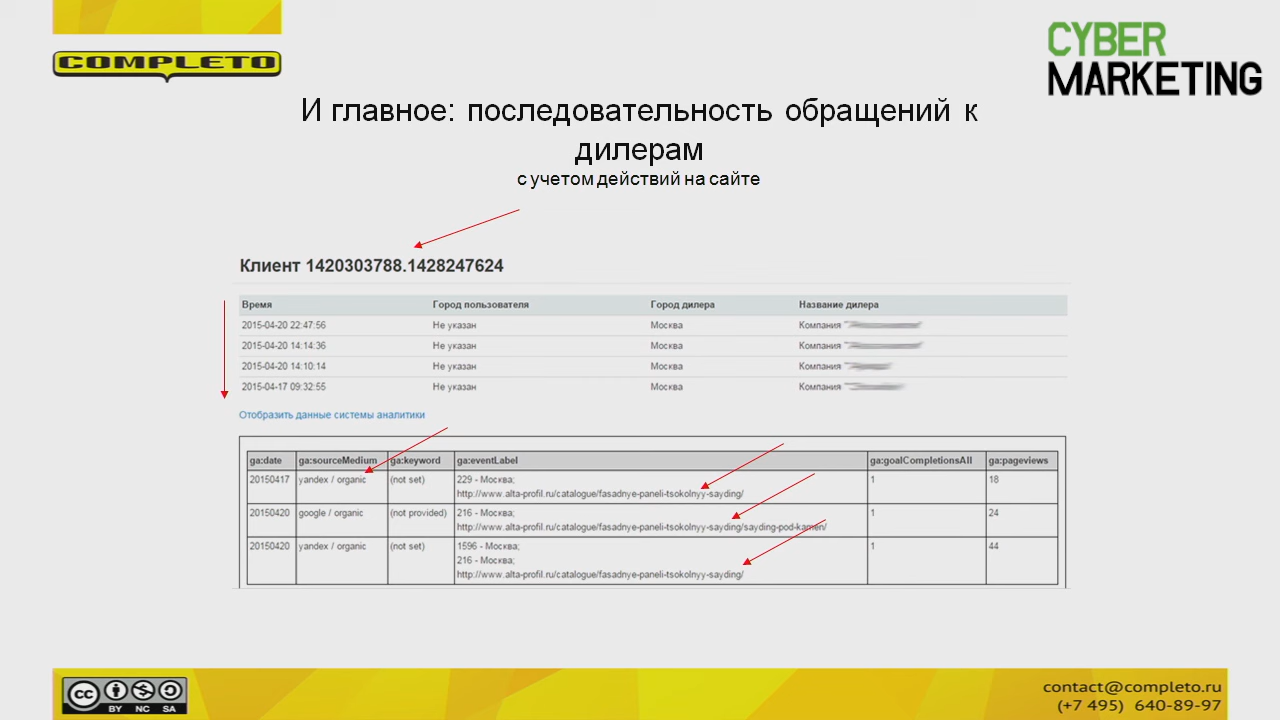 COMPLETO
CYBER
MARKETING
И главное: последовательность обращений к
дилерам
с учетом действий на сайте
Клиент 1420303788.1428247624
Время Город пользователя Город дилера Название дилера
2015-04-20 22:47:56 Не указан Москва Компания
2015-04-20 14:14:36 Не указан Москва Компания
2015-04-20 14:10:14 Не указан Москва Компания
2015-04-17 09:32:55 Не указан Москва Компания
Отобразить данные системы аналитики
ga:date ga:sourceMedium ga:keyword ga:eventLabel ga:goalCompletionsAll ga:pageviews
20150417 yandex / organic (not set) 229 - Москва; 1 18
http://www.alta-profil.ru/catalogue/fasadnye-paneli-tsokolnyy-sayding/
20150420 google / organic (not provided) 216 - Москва; 1 24
http://www.alta-profil.ru/catalogue/fasadnye-paneli-tsokolnyy-sayding/sayding-pod-kamen/
20150420 yandex / organic (not set) 1596 - Москва; 1 44
216 - Москва;
http://www.alta-profil.ru/catalogue/fasadnye-paneli-tsokolnyy-sayding/
cc
BY NC SA
contact@completo.ru
(+7 495) 640-89-97